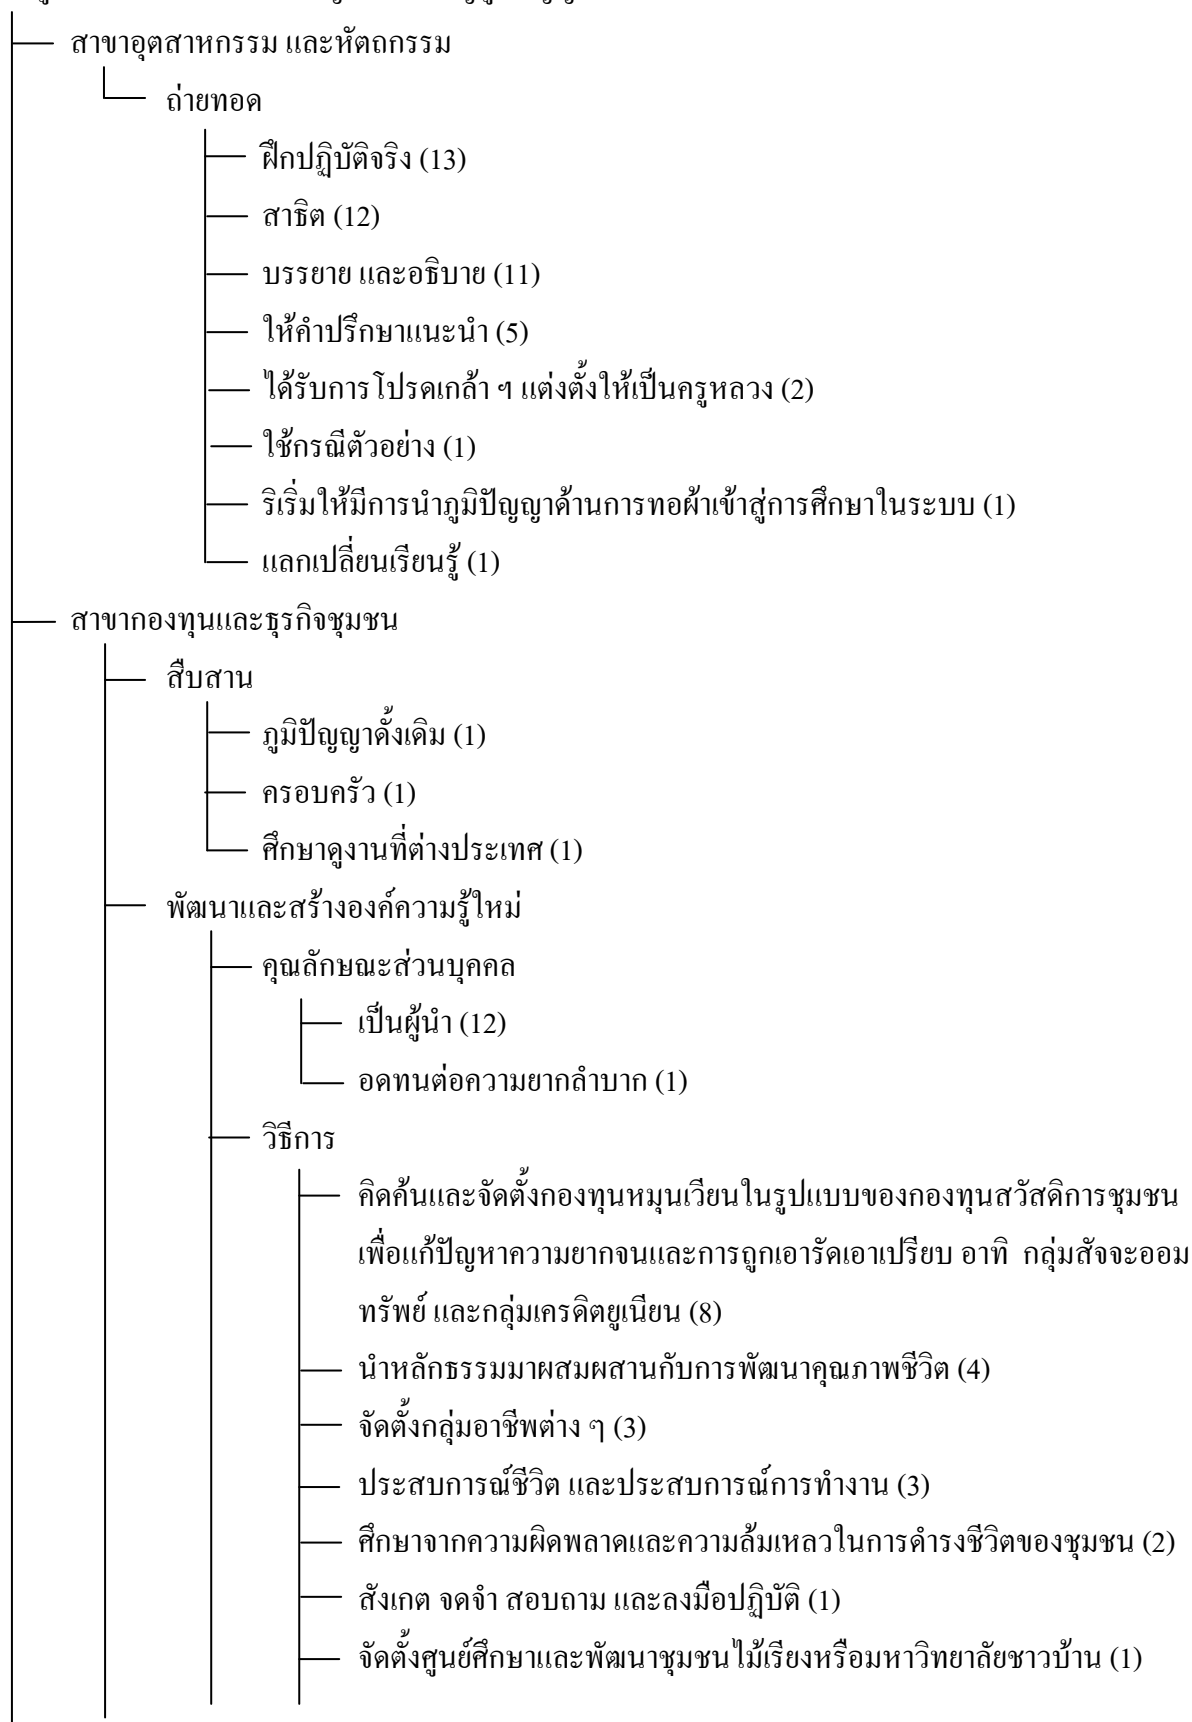 สาขาอุตสาหกรรม และหัตถกรรม
ถ่ายทอด
ฝึกปฏิบัติจริง (13)
สาธิต (12)
บรรยาย และอธิบาย (11)
ให้คำปรึกษาแนะนำ (5)
ได้รับการโปรดเกล้า ฯ แต่งตั้งให้เป็นครูหลวง (2)
ใช้กรณีตัวอย่าง (1)
ริเริ่มให้มีการนำภูมิปัญญาด้านการทอผ้าเข้าสู่การศึกษาในระบบ (1)
แลกเปลี่ยนเรียนรู้ (1)
สาขากองทุนและธุรกิจชุมชน
สืบสาน
ภูมิปัญญาดั้งเดิม (1)
ครอบครัว (1)
ศึกษาดูงานที่ต่างประเทศ (1)
พัฒนาและสร้างองค์ความรู้ใหม่
คุณลักษณะส่วนบุคคล
เป็นผู้นำ (12)
อดทนต่อความยากลำบาก (1)
วิธีการ
คิดค้นและจัดตั้งกองทุนหมุนเวียนในรูปแบบของกองทุนสวัสดิการชุมชน
เพื่อแก้ปัญหาความยากจนและการถูกเอารัดเอาเปรียบ อาทิ กลุ่มสัจจะออม
ทรัพย์ และกลุ่มเครดิตยูเนียน (8)
นำหลักธรรมมาผสมผสานกับการพัฒนาคุณภาพชีวิต (4)
จัดตั้งกลุ่มอาชีพต่าง ๆ (3)
ประสบการณ์ชีวิต และประสบการณ์การทำงาน (3)
ศึกษาจากความผิดพลาดและความล้มเหลวในการดำรงชีวิตของชุมชน (2)
สังเกต จดจำ สอบถาม และลงมือปฏิบัติ (1)
จัดตั้งศูนย์ศึกษาและพัฒนาชุมชนไม้เรียงหรือมหาวิทยาลัยชาวบ้าน (1)